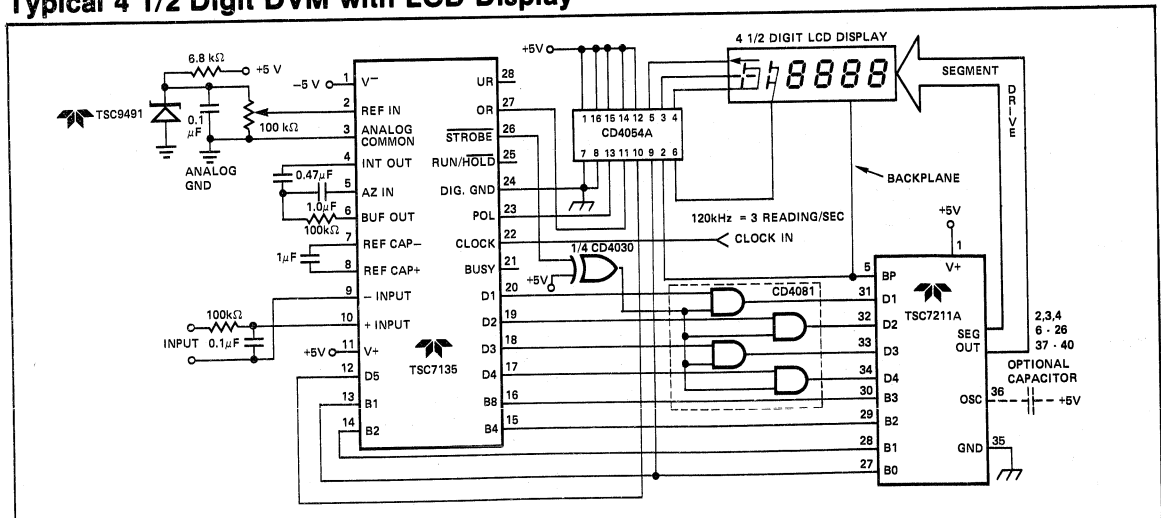 Typical 4 1/2 Digit DVM with LCD Display
6.8 kΩ
+5 V
TSC9491
0.1
μF
100 kΩ
ANALOG
GND
0.47μF
1.0μF
100kΩ
1μF
100kΩ
INPUT
0.1μF
−5 V
+5V
1 V−
2 REF IN
3 ANALOG
COMMON
4 INT OUT
5 AZ IN
6 BUF OUT
7 REF CAP−
8 REF CAP+
9 − INPUT
10 + INPUT
11 V+
12 D5
13 B1
14 B2
TSC7135
UR 28
OR 27
STROBE 26
RUN/HOLD 25
DIG. GND 24
POL 23
CLOCK 22
BUSY 21
D1 20
D2 19
D3 18
D4 17
B8 16
B4 15
+5V
1 16 15 14 12 5 3 4
CD4054A
7 8 13 11 10 9 2 6
4 1/2 DIGIT LCD DISPLAY
8888
SEGMENT
DRIVE
BACKPLANE
120kHz = 3 READING/SEC
CLOCK IN
1/4 CD4030
+5V
CD4081
+5V
1
V+
5 BP
31 D1
32 D2
33 D3
34 D4
30 B3
29 B2
28 B1
27 B0
TSC7211A
SEG
OUT
2,3,4
6 - 26
37 - 40
OPTIONAL
CAPACITOR
OSC 36
+5V
GND 35